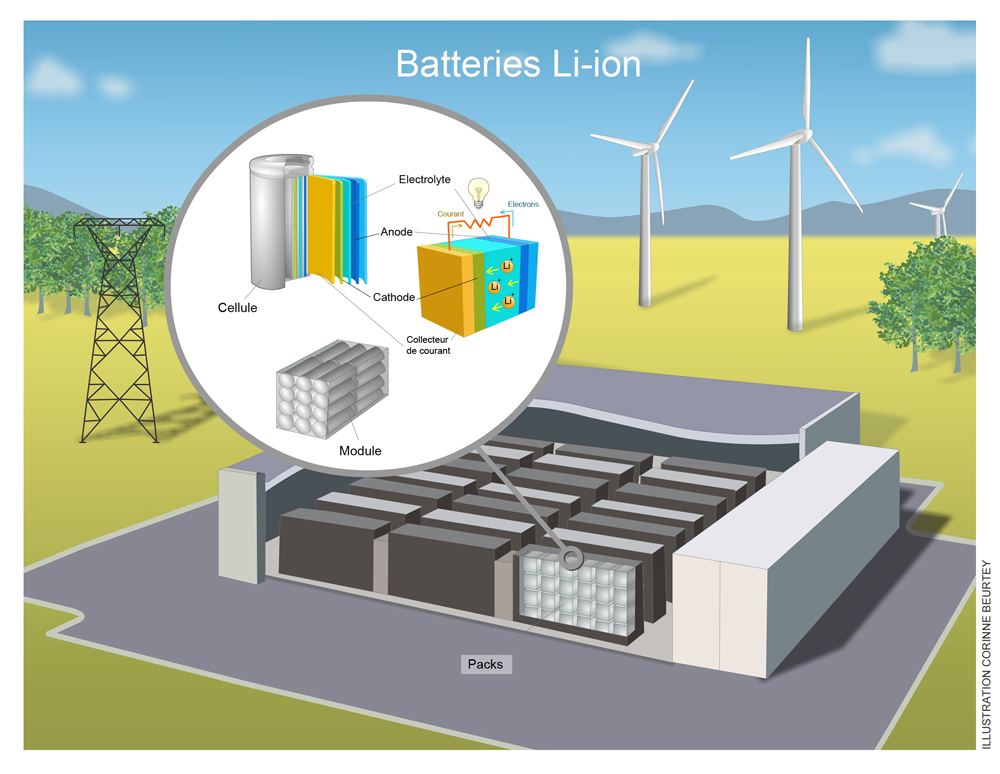 Batteries Li-ion
Electrolyte
Courant
Electrons
Anode
Li+
Li+
Li+
Cathode
Cellule
Collecteur
de courant
Module
Packs
ILLUSTRATION CORINNE BEURTEY